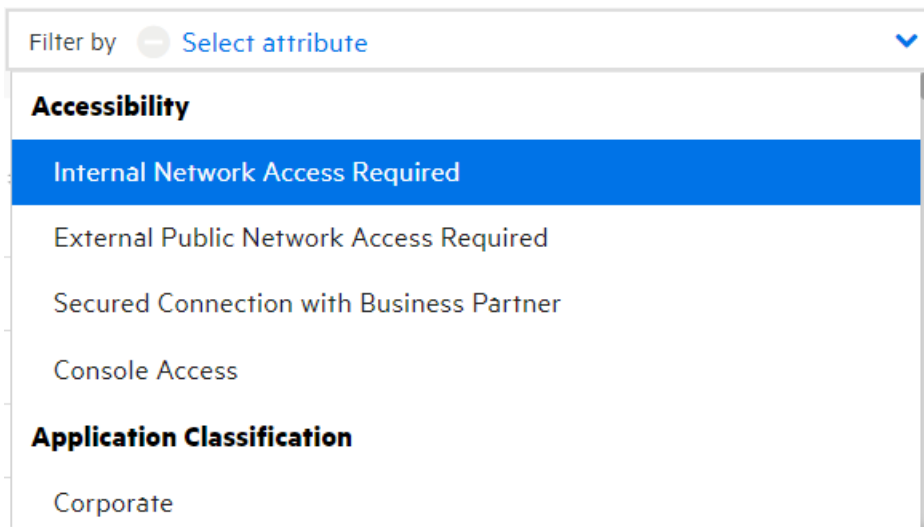 Filter by Select attribute
Accessibility
Internal Network Access Required
External Public Network Access Required
Secured Connection with Business Partner
Console Access
Application Classification
Corporate